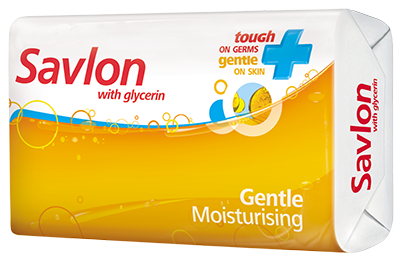 Savlon
with glycerin
tough
ON GERMS
gentle
ON SKIN
Gentle
Moisturising
Savlon
with glycerin